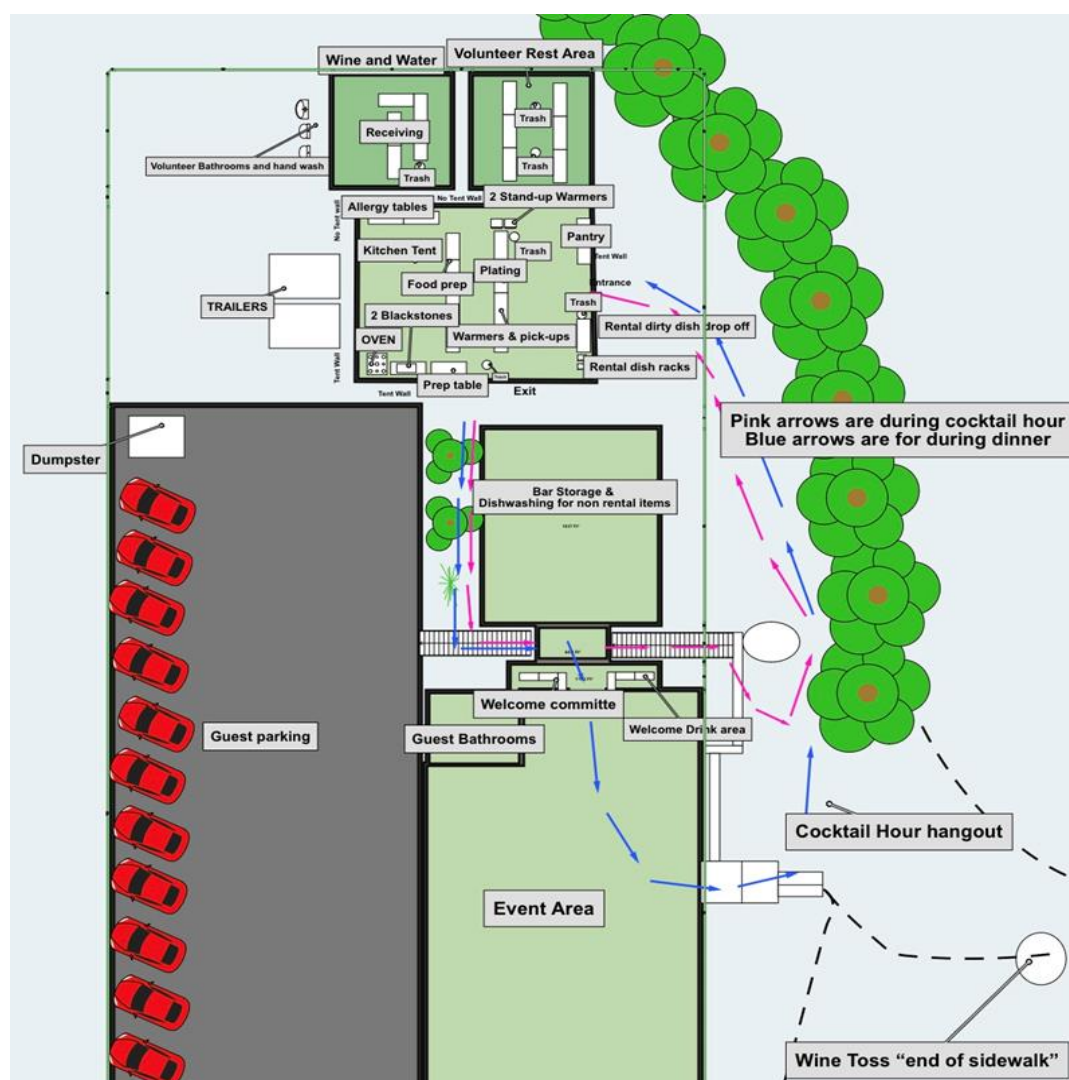 Wine and Water
Volunteer Rest Area
Trash
Receiving
Trash
Volunteer Bathrooms and hand wash
Trash
No Tent Wall
2 Stand-up Warmers
Allergy tables
No Tent wall
Pantry
Kitchen Tent
Trash
Tent Wall
Plating
Food prep
Entrance
TRAILERS
Trash
2 Blackstones
Rental dirty dish drop off
OVEN
Warmers & pick-ups
Tent Wall
Rental dish racks
Prep table
Tent Wall
Exit
Pink arrows are during cocktail hour
Blue arrows are for during dinner
Dumpster
Bar Storage &
Dishwashing for non rental items
Welcome committe
Guest parking
Guest Bathrooms
Welcome Drink area
Cocktail Hour hangout
Event Area
Wine Toss “end of sidewalk”